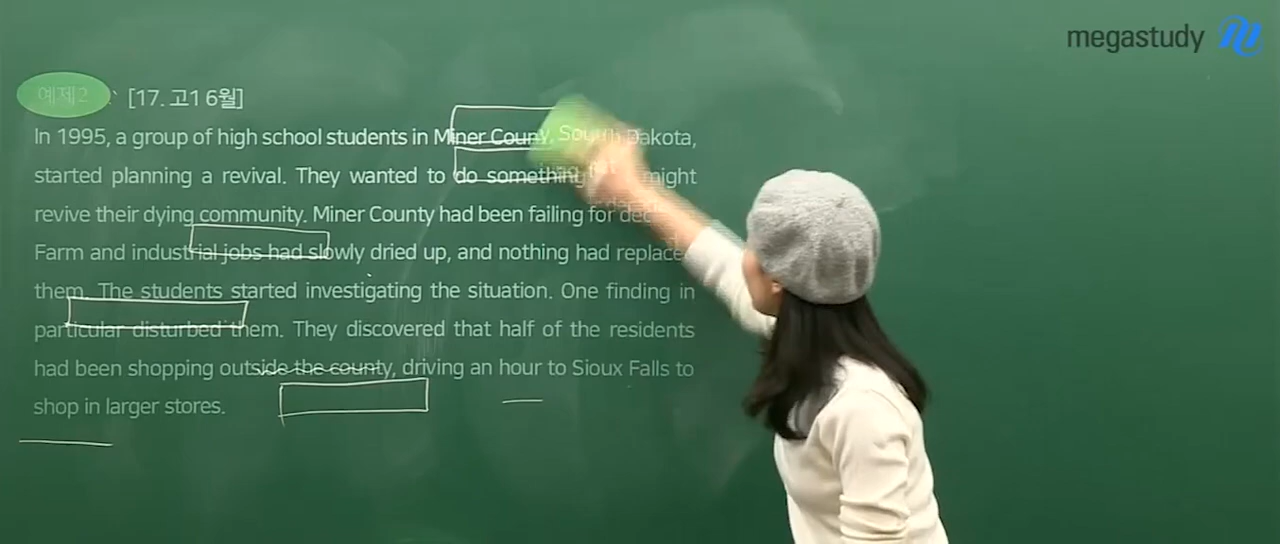 megastudy
예제2 [17. 고1 6월]
In 1995, a group of high school students in Miner County, South Dakota,
started planning a revival. They wanted to do something might
revive their dying community. Miner County had been failing for
Farm and industrial jobs had slowly dried up, and nothing had replace
them. The students started investigating the situation. One finding in
particular disturbed them. They discovered that half of the residents
had been shopping outside the county, driving an hour to Sioux Falls to
shop in larger stores.